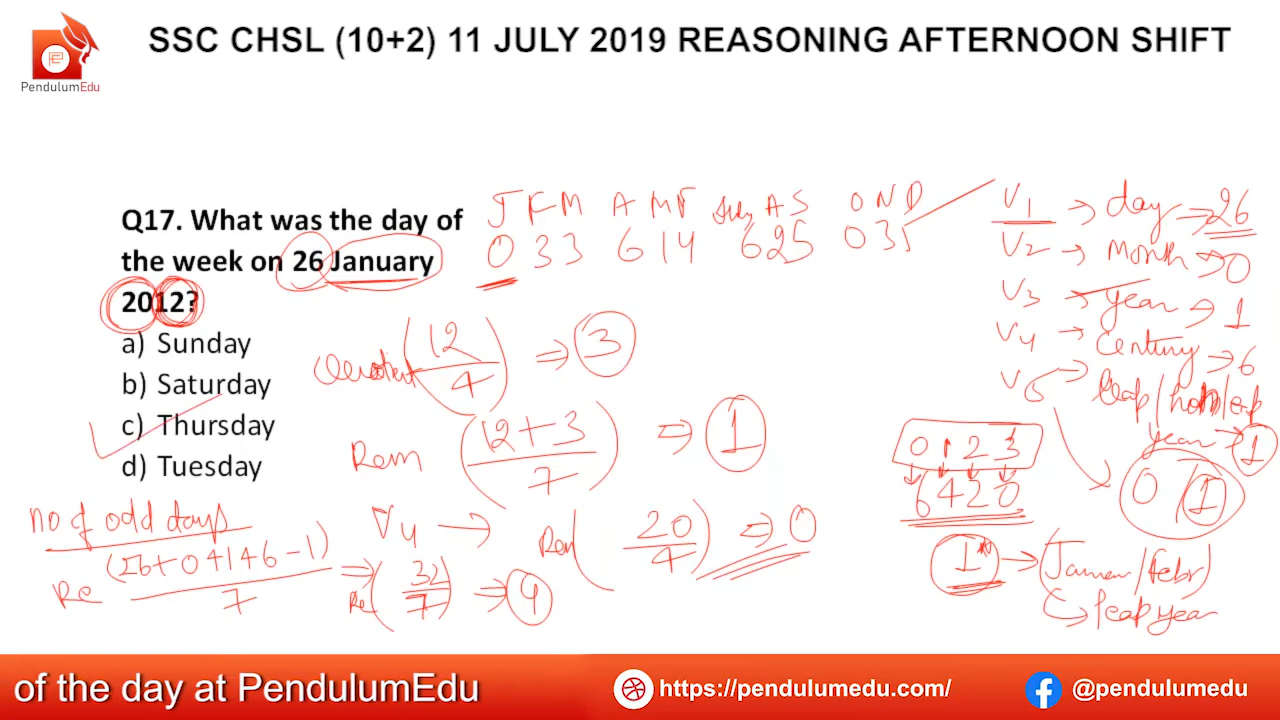 SSC CHSL (10+2) 11 JULY 2019 REASONING AFTERNOON SHIFT
PendulumEdu
Q17. What was the day of
the week on 26 January
2012?
a) Sunday
b) Saturday
c) Thursday
d) Tuesday
J F M A M J July A S O N D
0 3 3 6 1 4 6 2 5 0 3 5
V1 → day → 26
V2 → month → 0
V3 → year → 1
V4 → century → 6
V5 → leap/nonleap
year → 1
0/1
(12/4) ⇒ 3
Rem (12+3/7) ⇒ 1
V4 → Rem (20/4) ⇒ 0
0 1 2 3
6 4 2 0
1 →
leap year
no of odd days
Re (26+0+1+6-1)/7 ⇒ Re (32/7) ⇒ 4
of the day at PendulumEdu
https://pendulumedu.com/
@pendulumedu